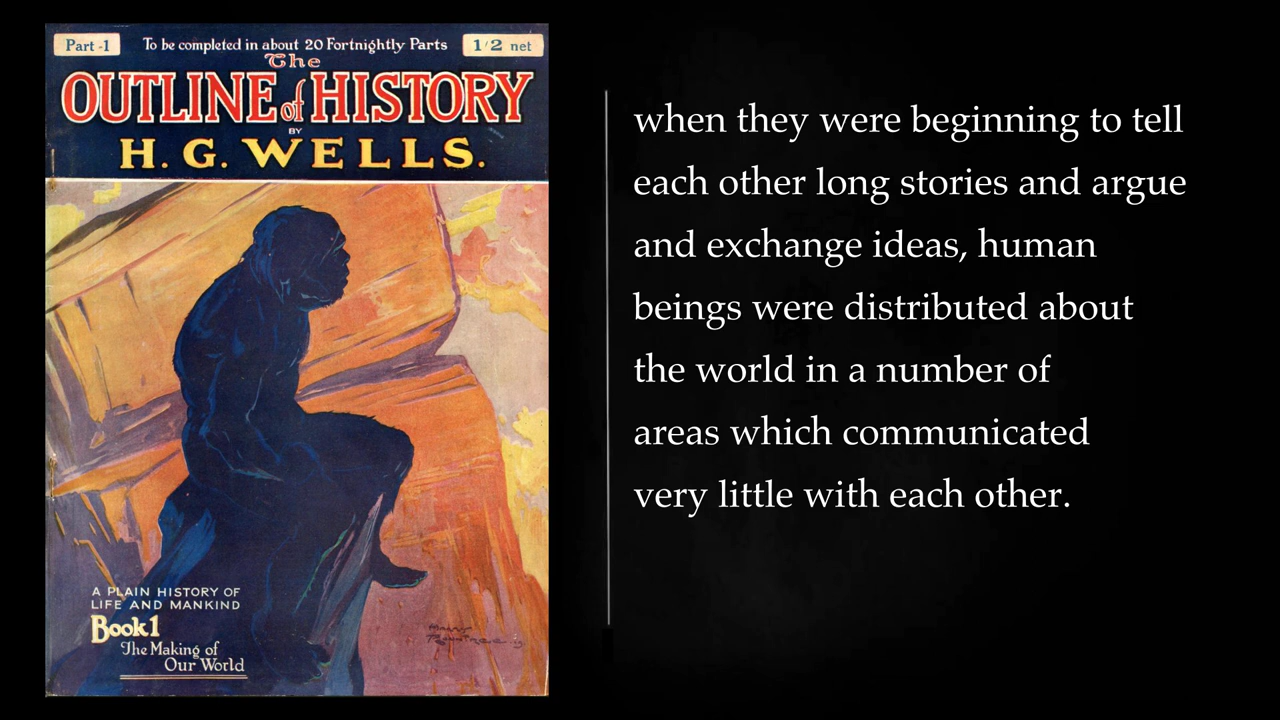 Part -1
To be completed in about 20 Fortnightly Parts
1/2 net
The
OUTLINE of HISTORY
BY
H. G. WELLS.
A PLAIN HISTORY OF
LIFE AND MANKIND
Book 1
The Making of
Our World
when they were beginning to tell
each other long stories and argue
and exchange ideas, human
beings were distributed about
the world in a number of
areas which communicated
very little with each other.